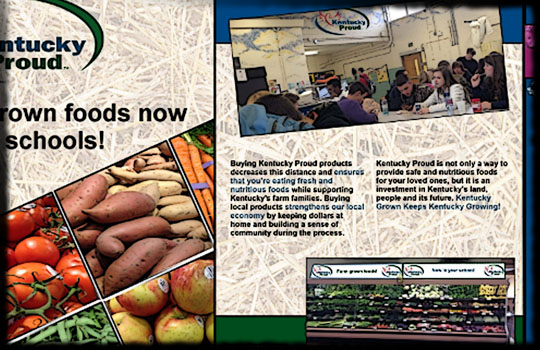 entucky
Proud™
rown foods now
schools!
Kentucky
Proud
Buying Kentucky Proud products
decreases this distance and ensures
that you're eating fresh and
nutritious foods while supporting
Kentucky's farm families. Buying
local products strengthens our local
economy by keeping dollars at
home and building a sense of
community during the process.
Kentucky Proud is not only a way to
provide safe and nutritious foods
for your loved ones, but it is an
investment in Kentucky's land,
people and its future. Kentucky
Grown Keeps Kentucky Growing!